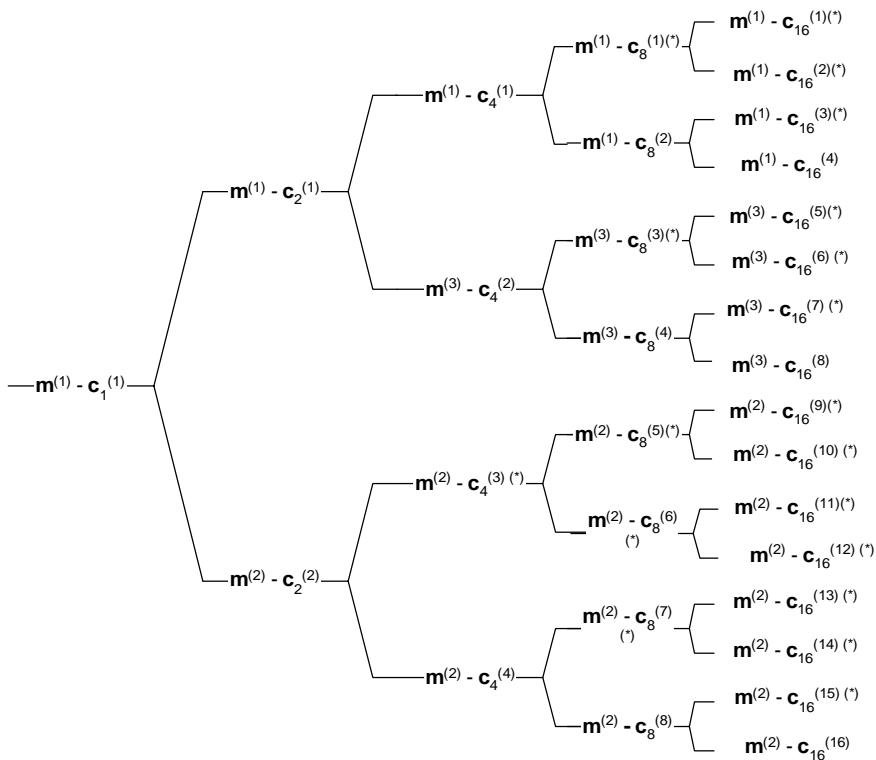 m(1) - c16(1)(*)
m(1) - c8(1)(*)
m(1) - c16(2)(*)
m(1) - c4(1)
m(1) - c16(3)(*)
m(1) - c8(2)
m(1) - c16(4)
m(1) - c2(1)
m(3) - c16(5)(*)
m(3) - c8(3)(*)
m(3) - c16(6) (*)
m(3) - c4(2)
m(3) - c16(7) (*)
m(3) - c8(4)
m(3) - c16(8)
m(1) - c1(1)
m(2) - c16(9)(*)
m(2) - c8(5)(*)
m(2) - c16(10) (*)
m(2) - c4(3) (*)
m(2) - c16(11)(*)
m(2) - c8(6)
(*)
m(2) - c16(12) (*)
m(2) - c2(2)
m(2) - c16(13) (*)
m(2) - c8(7)
(*)
m(2) - c16(14) (*)
m(2) - c4(4)
m(2) - c16(15) (*)
m(2) - c8(8)
m(2) - c16(16)